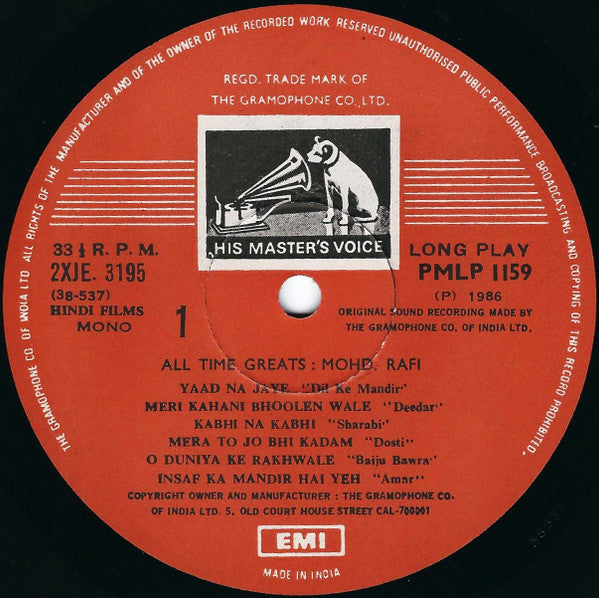 THE GRAMOPHONE CO OF INDIA LTD ALL RIGHTS OF THE MANUFACTURER AND OF THE OWNER OF THE RECORDED WORK RESERVED UNAUTHORISED PUBLIC PERFORMANCE BROADCASTING AND COPYING OF THIS RECORD PROHIBITED.
REGD. TRADE MARK OF
THE GRAMOPHONE CO., LTD.
HIS MASTER'S VOICE
33 ⅓ R. P. M.
2XJE. 3195
(3B-537)
HINDI FILMS
MONO
1
LONG PLAY
PMLP 1159
(P) 1986
ORIGINAL SOUND RECORDING MADE BY
THE GRAMOPHONE CO. OF INDIA LTD.
ALL TIME GREATS : MOHD. RAFI
YAAD NA JAYE "Dil Ke Mandir"
MERI KAHANI BHOOLEN WALE "Deedar"
KABHI NA KABHI "Sharabi"
MERA TO JO BHI KADAM "Dosti"
O DUNIYA KE RAKHWALE "Baiju Bawra"
INSAF KA MANDIR HAI YEH "Amar"
COPYRIGHT OWNER AND MANUFACTURER : THE GRAMOPHONE CO.
OF INDIA LTD. 5, OLD COURT HOUSE STREET CAL-700001
EMI
MADE IN INDIA